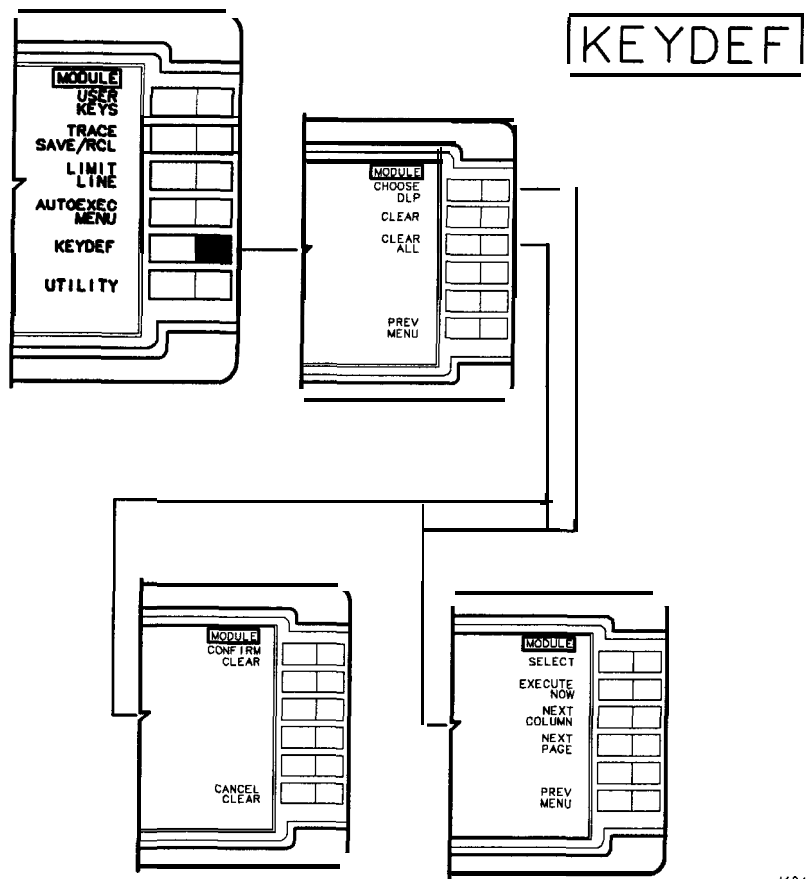 KEYDEF
MODULE
USER
KEYS
TRACE
SAVE/RCL
LIMIT
LINE
AUTOEXEC
MENU
KEYDEF
UTILITY
MODULE
CHOOSE
DLP
CLEAR
CLEAR
ALL
PREV
MENU
MODULE
CONFIRM
CLEAR
CANCEL
CLEAR
MODULE
SELECT
EXECUTE
NOW
NEXT
COLUMN
NEXT
PAGE
PREV
MENU